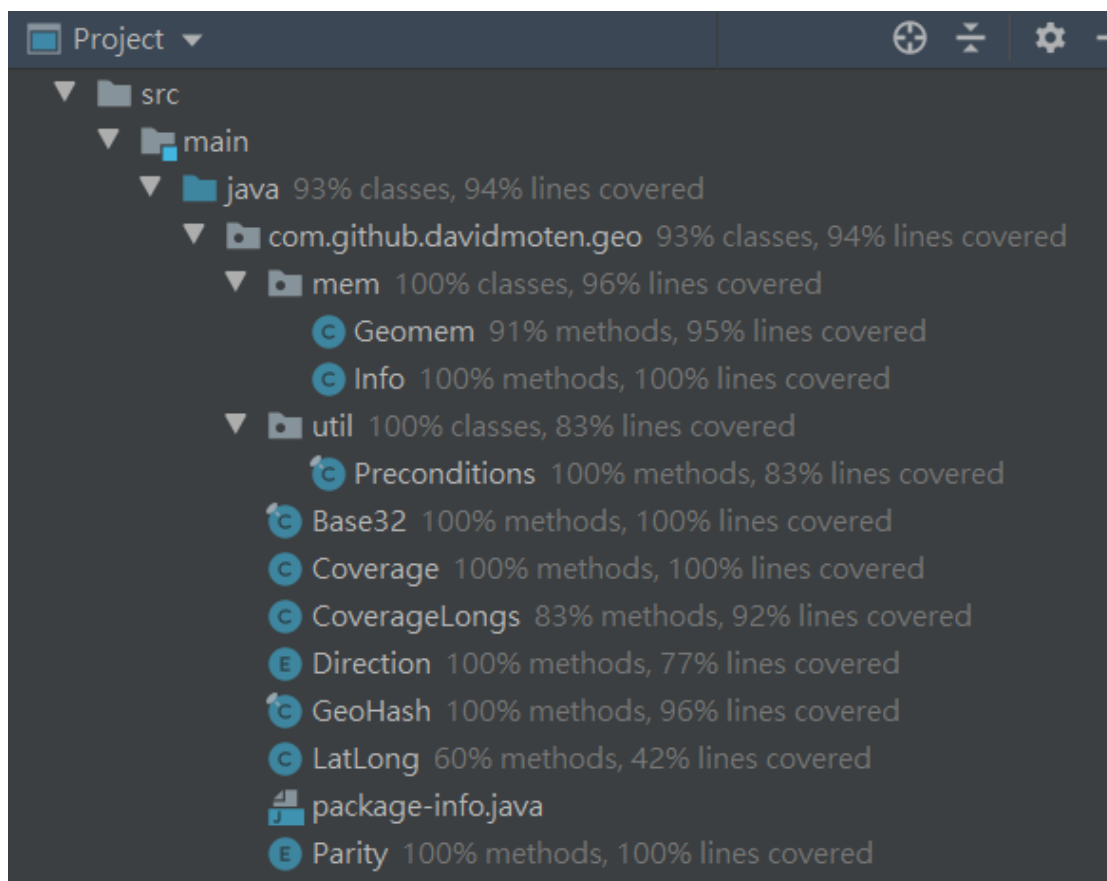 Project
src
main
java 93% classes, 94% lines covered
com.github.davidmoten.geo 93% classes, 94% lines covered
mem 100% classes, 96% lines covered
C Geomem 91% methods, 95% lines covered
C Info 100% methods, 100% lines covered
util 100% classes, 83% lines covered
C Preconditions 100% methods, 83% lines covered
C Base32 100% methods, 100% lines covered
C Coverage 100% methods, 100% lines covered
C CoverageLongs 83% methods, 92% lines covered
E Direction 100% methods, 77% lines covered
C GeoHash 100% methods, 96% lines covered
C LatLong 60% methods, 42% lines covered
J package-info.java
E Parity 100% methods, 100% lines covered